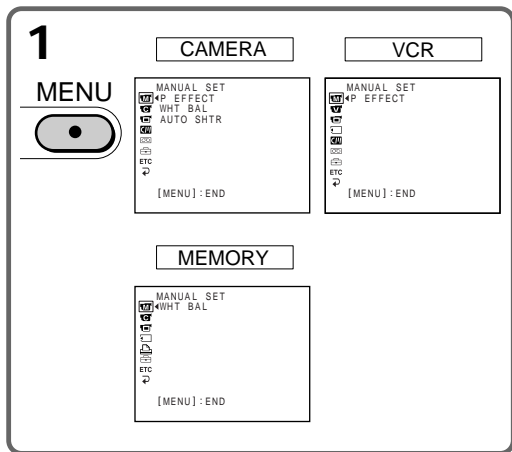 1
CAMERA
VCR
MENU
MANUAL SET
P EFFECT
WHT BAL
AUTO SHTR
ETC
[MENU] : END
MANUAL SET
P EFFECT
ETC
[MENU] : END
MEMORY
MANUAL SET
WHT BAL
ETC
[MENU] : END